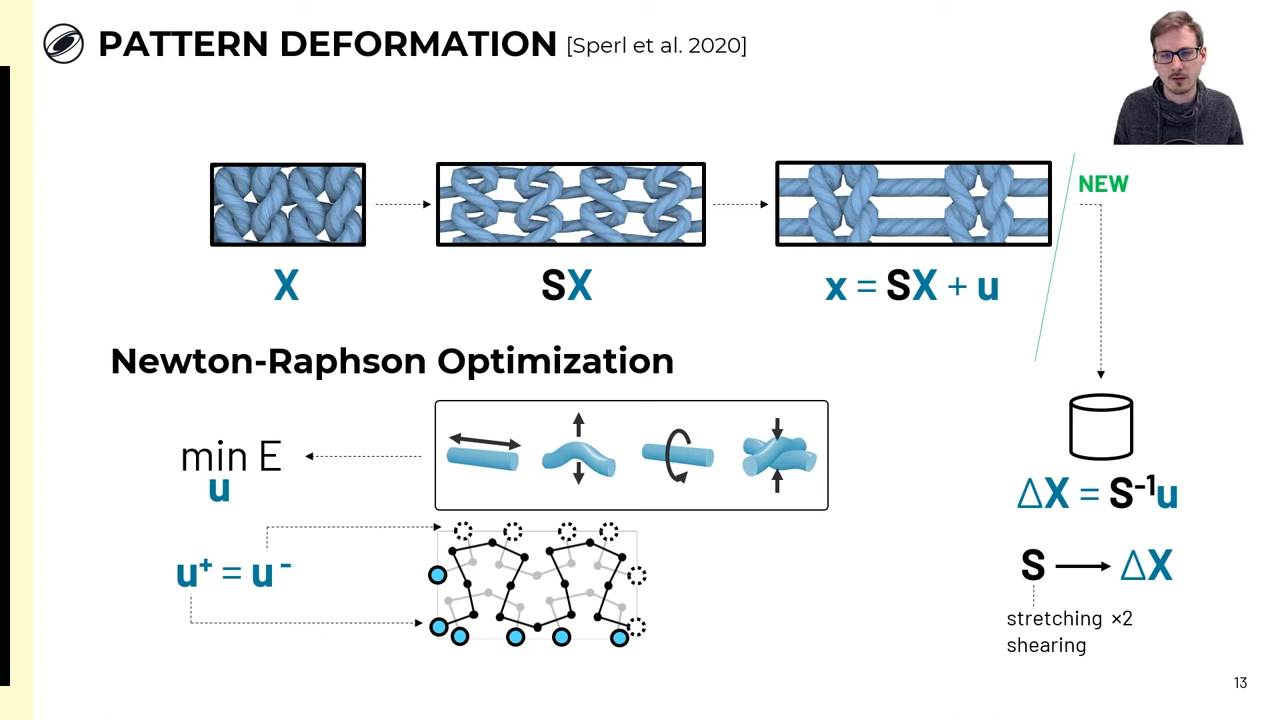 PATTERN DEFORMATION [Sperl et al. 2020]
NEW
X
SX
x = SX + u
Newton-Raphson Optimization
min E
u
u⁺ = u⁻
ΔX = S⁻¹u
S → ΔX
stretching ×2
shearing
13